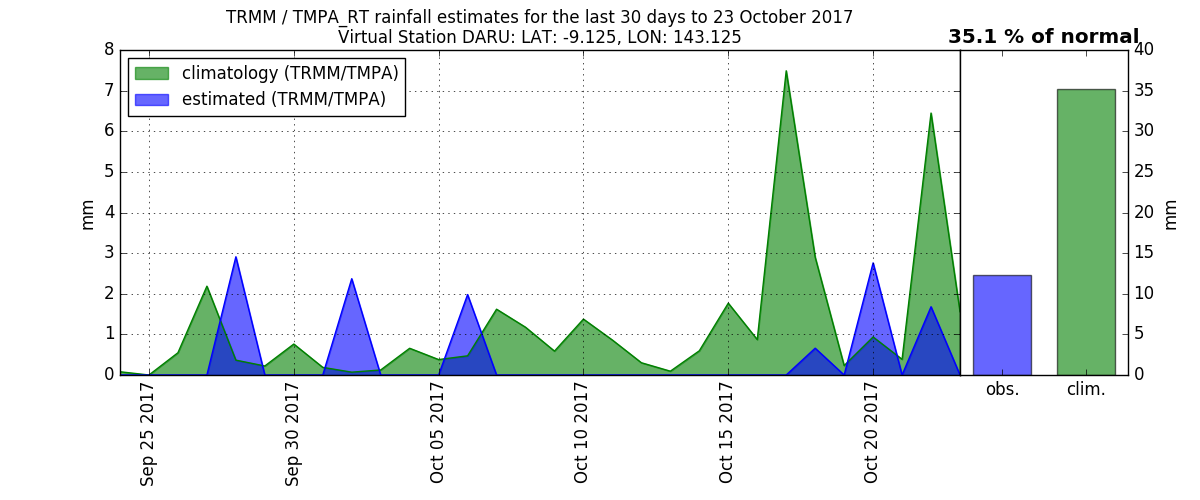 TRMM / TMPA_RT rainfall estimates for the last 30 days to 23 October 2017
Virtual Station DARU: LAT: -9.125, LON: 143.125
35.1 % of normal
climatology (TRMM/TMPA)
estimated (TRMM/TMPA)
mm
8
7
6
5
4
3
2
1
0
Sep 25 2017
Sep 30 2017
Oct 05 2017
Oct 10 2017
Oct 15 2017
Oct 20 2017
obs.
clim.
40
35
30
25
20
15
10
5
0
mm